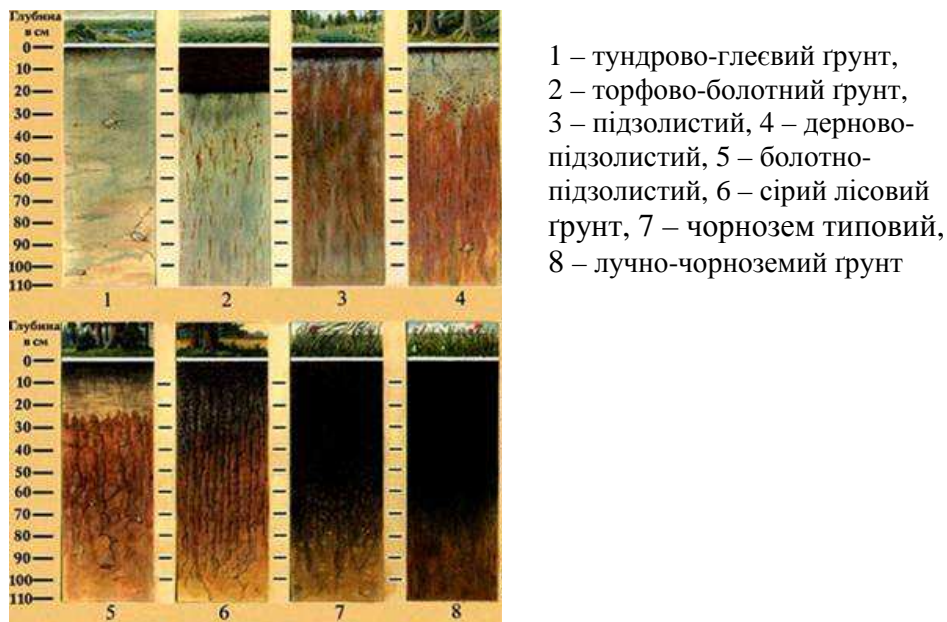 Глубина
в см
0
10
20
30
40
50
60
70
80
90
100
110
1 2 3 4
Глубина
в см
0
10
20
30
40
50
60
70
80
90
100
110
5 6 7 8
1 – тундрово-глеєвий ґрунт,
2 – торфово-болотний ґрунт,
3 – підзолистий, 4 – дерново-
підзолистий, 5 – болотно-
підзолистий, 6 – сірий лісовий
ґрунт, 7 – чорнозем типовий,
8 – лучно-чорноземий ґрунт